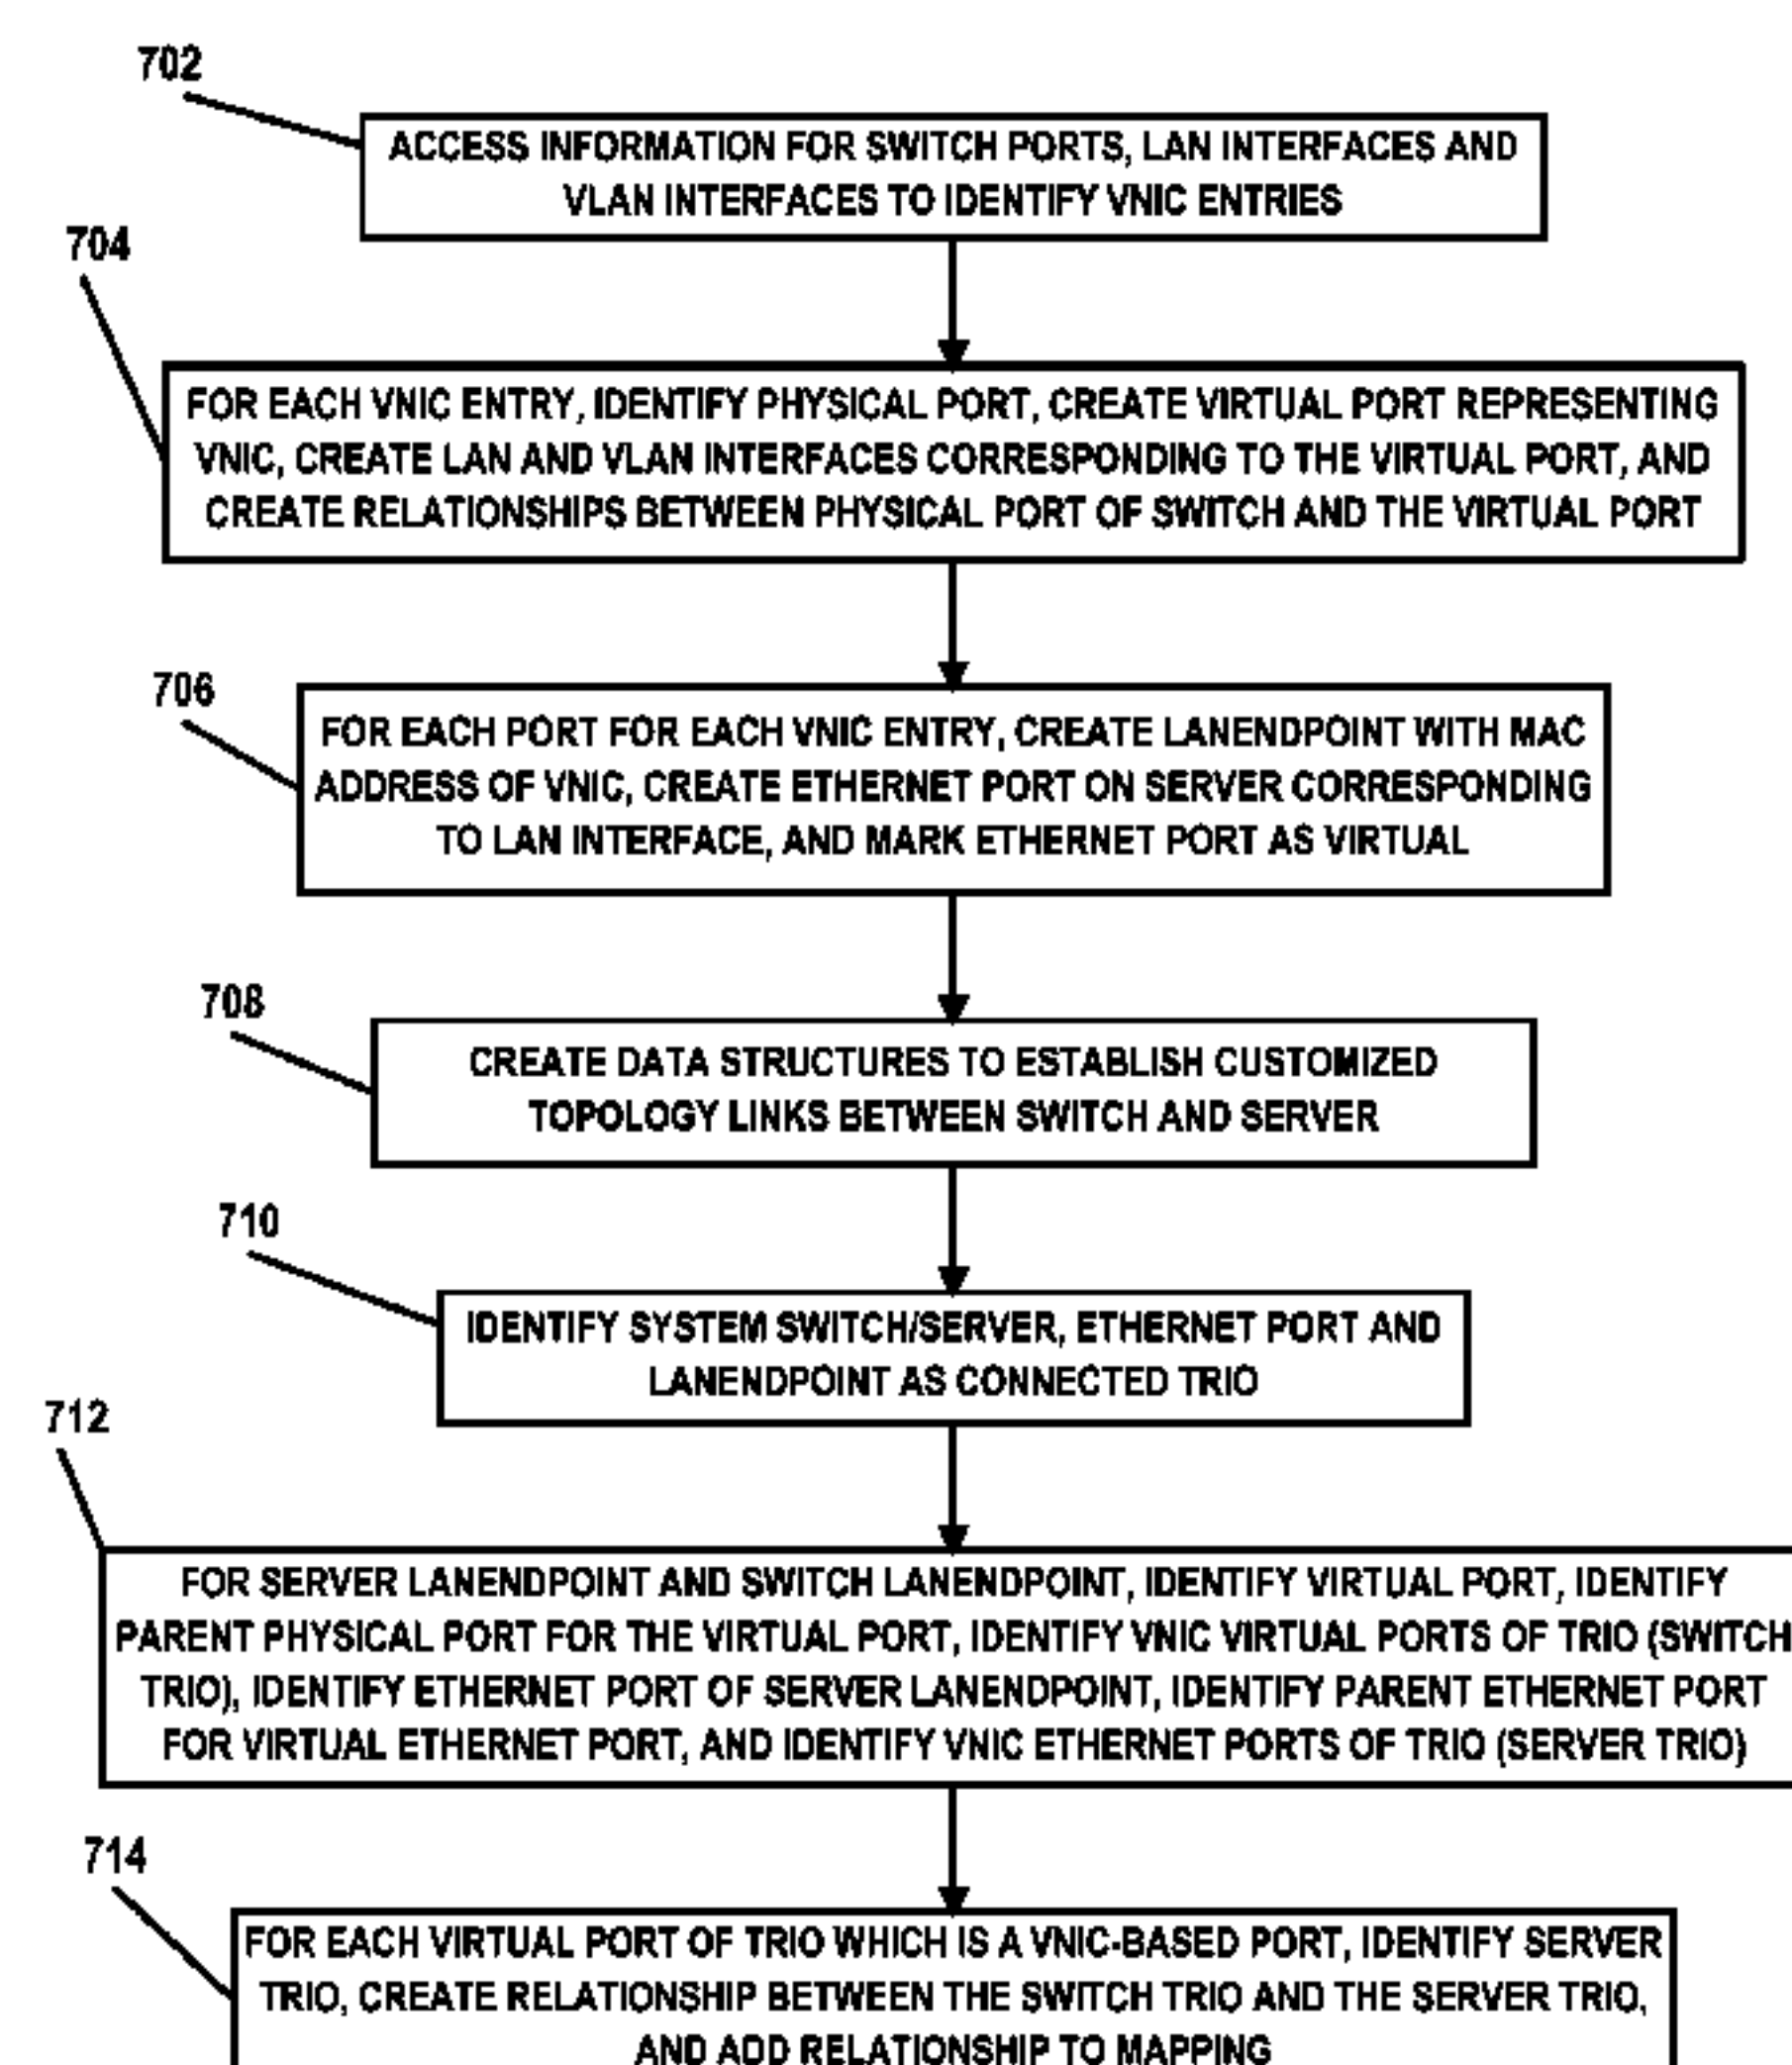 702
ACCESS INFORMATION FOR SWITCH PORTS, LAN INTERFACES AND
VLAN INTERFACES TO IDENTIFY VNIC ENTRIES
704
FOR EACH VNIC ENTRY, IDENTIFY PHYSICAL PORT, CREATE VIRTUAL PORT REPRESENTING
VNIC, CREATE LAN AND VLAN INTERFACES CORRESPONDING TO THE VIRTUAL PORT, AND
CREATE RELATIONSHIPS BETWEEN PHYSICAL PORT OF SWITCH AND THE VIRTUAL PORT
706
FOR EACH PORT FOR EACH VNIC ENTRY, CREATE LANENDPOINT WITH MAC
ADDRESS OF VNIC, CREATE ETHERNET PORT ON SERVER CORRESPONDING
TO LAN INTERFACE, AND MARK ETHERNET PORT AS VIRTUAL
708
CREATE DATA STRUCTURES TO ESTABLISH CUSTOMIZED
TOPOLOGY LINKS BETWEEN SWITCH AND SERVER
710
IDENTIFY SYSTEM SWITCH/SERVER, ETHERNET PORT AND
LANENDPOINT AS CONNECTED TRIO
712
FOR SERVER LANENDPOINT AND SWITCH LANENDPOINT, IDENTIFY VIRTUAL PORT, IDENTIFY
PARENT PHYSICAL PORT FOR THE VIRTUAL PORT, IDENTIFY VNIC VIRTUAL PORTS OF TRIO (SWITCH
TRIO), IDENTIFY ETHERNET PORT OF SERVER LANENDPOINT, IDENTIFY PARENT ETHERNET PORT
FOR VIRTUAL ETHERNET PORT, AND IDENTIFY VNIC ETHERNET PORTS OF TRIO (SERVER TRIO)
714
FOR EACH VIRTUAL PORT OF TRIO WHICH IS A VNIC-BASED PORT, IDENTIFY SERVER
TRIO, CREATE RELATIONSHIP BETWEEN THE SWITCH TRIO AND THE SERVER TRIO,
AND ADD RELATIONSHIP TO MAPPING